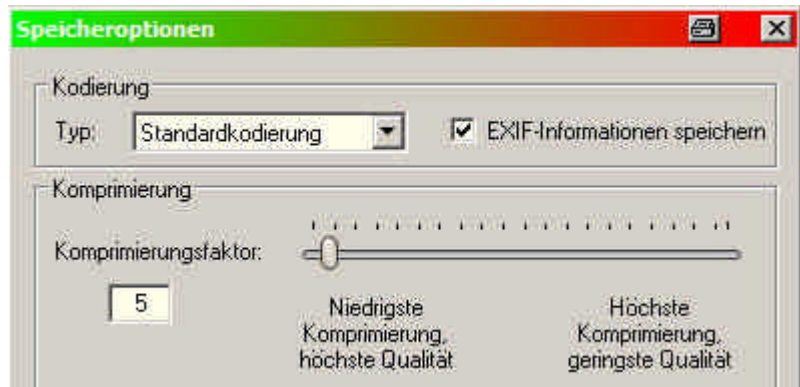 Speicheroptionen
Kodierung
Typ: Standardkodierung EXIF-Informationen speichern
Komprimierung
Komprimierungsfaktor:
5
Niedrigste Komprimierung, höchste Qualität
Höchste Komprimierung, geringste Qualität